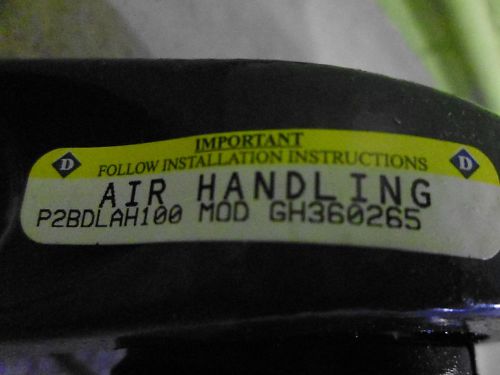 IMPORTANT
D FOLLOW INSTALLATION INSTRUCTIONS D
AIR HANDLING
P2BDLAH100 MOD GH360265